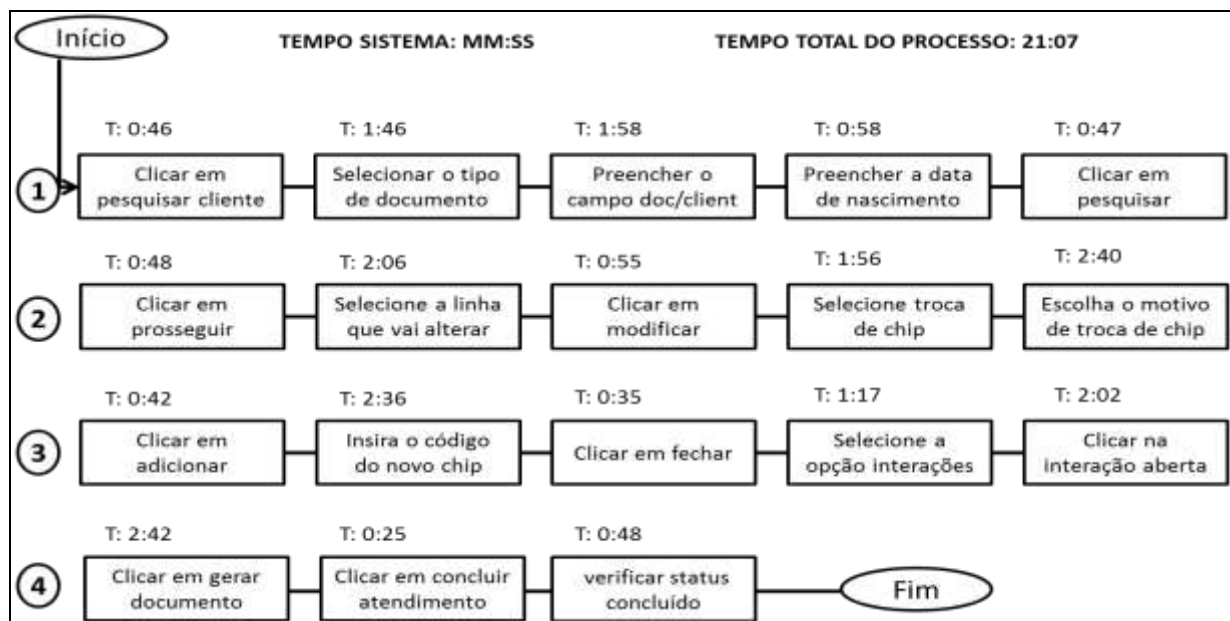 Início
TEMPO SISTEMA: MM:SS
TEMPO TOTAL DO PROCESSO: 21:07
T: 0:46
T: 1:46
T: 1:58
T: 0:58
T: 0:47
1
Clicar em
pesquisar cliente
Selecionar o tipo
de documento
Preencher o
campo doc/client
Preencher a data
de nascimento
Clicar em
pesquisar
T: 0:48
T: 2:06
T: 0:55
T: 1:56
T: 2:40
2
Clicar em
prosseguir
Selecione a linha
que vai alterar
Clicar em
modificar
Selecione troca
de chip
Escolha o motivo
de troca de chip
T: 0:42
T: 2:36
T: 0:35
T: 1:17
T: 2:02
3
Clicar em
adicionar
Insira o código
do novo chip
Clicar em fechar
Selecione a
opção interações
Clicar na
interação aberta
T: 2:42
T: 0:25
T: 0:48
4
Clicar em gerar
documento
Clicar em concluir
atendimento
verificar status
concluído
Fim